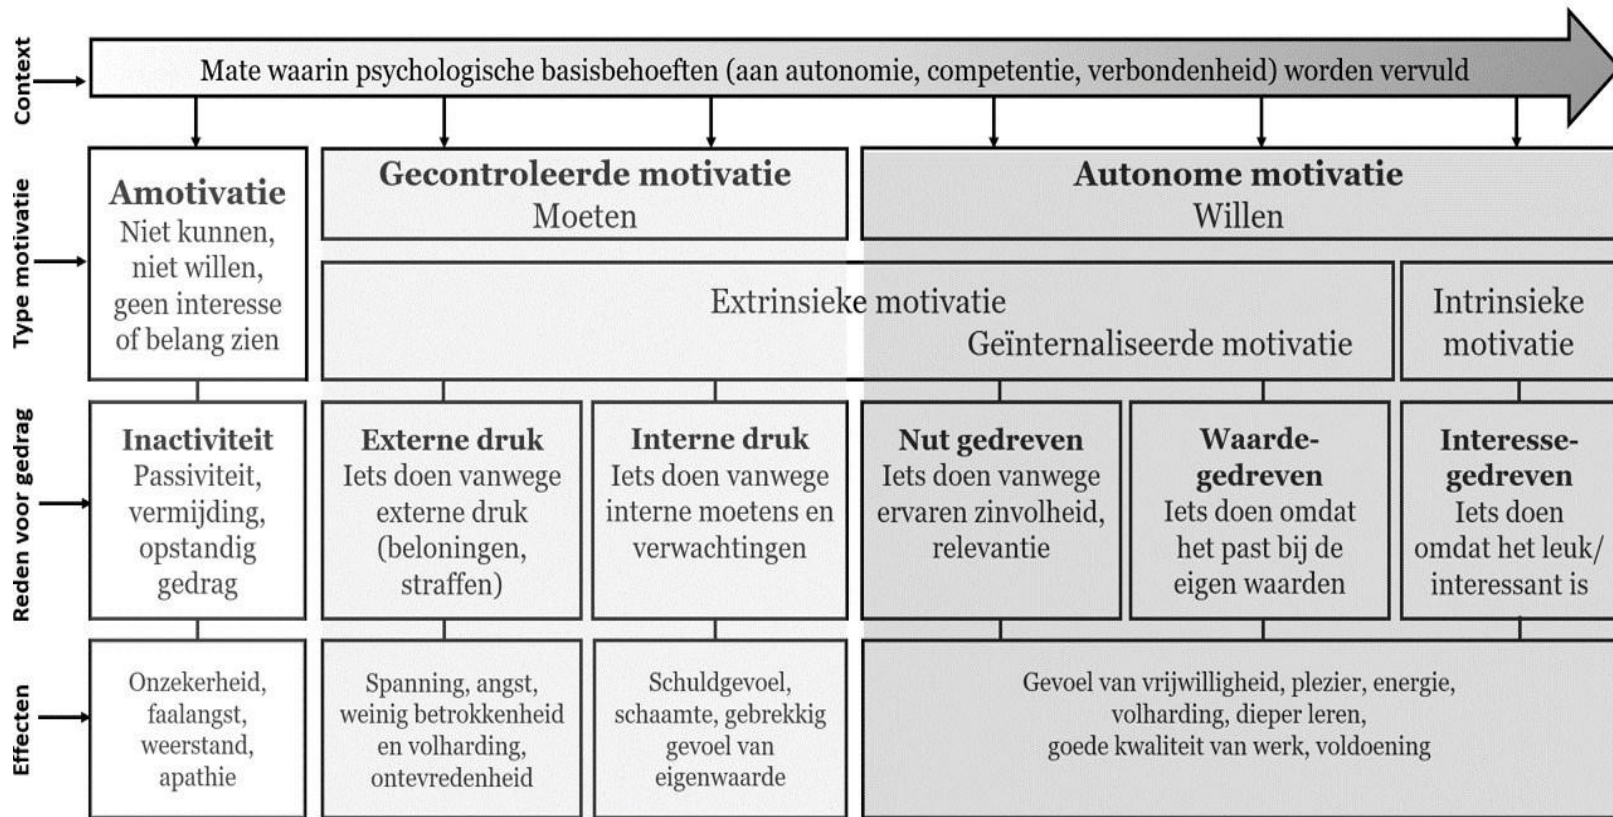 Context
Mate waarin psychologische basisbehoeften (aan autonomie, competentie, verbondenheid) worden vervuld
Type motivatie
Amotivatie
Niet kunnen,
niet willen,
geen interesse
of belang zien
Gecontroleerde motivatie
Moeten
Autonome motivatie
Willen
Extrinsieke motivatie
Geïnternaliseerde motivatie
Intrinsieke
motivatie
Reden voor gedrag
Inactiviteit
Passiviteit,
vermijding,
opstandig
gedrag
Externe druk
Iets doen vanwege
externe druk
(beloningen,
straffen)
Interne druk
Iets doen vanwege
interne moetens en
verwachtingen
Nut gedreven
Iets doen vanwege
ervaren zinvolheid,
relevantie
Waarde-
gedreven
Iets doen omdat
het past bij de
eigen waarden
Interesse-
gedreven
Iets doen
omdat het leuk/
interessant is
Effecten
Onzekerheid,
faalangst,
weerstand,
apathie
Spanning, angst,
weinig betrokkenheid
en volharding,
ontevredenheid
Schuldgevoel,
schaamte, gebrekkig
gevoel van
eigenwaarde
Gevoel van vrijwilligheid, plezier, energie,
volharding, dieper leren,
goede kwaliteit van werk, voldoening